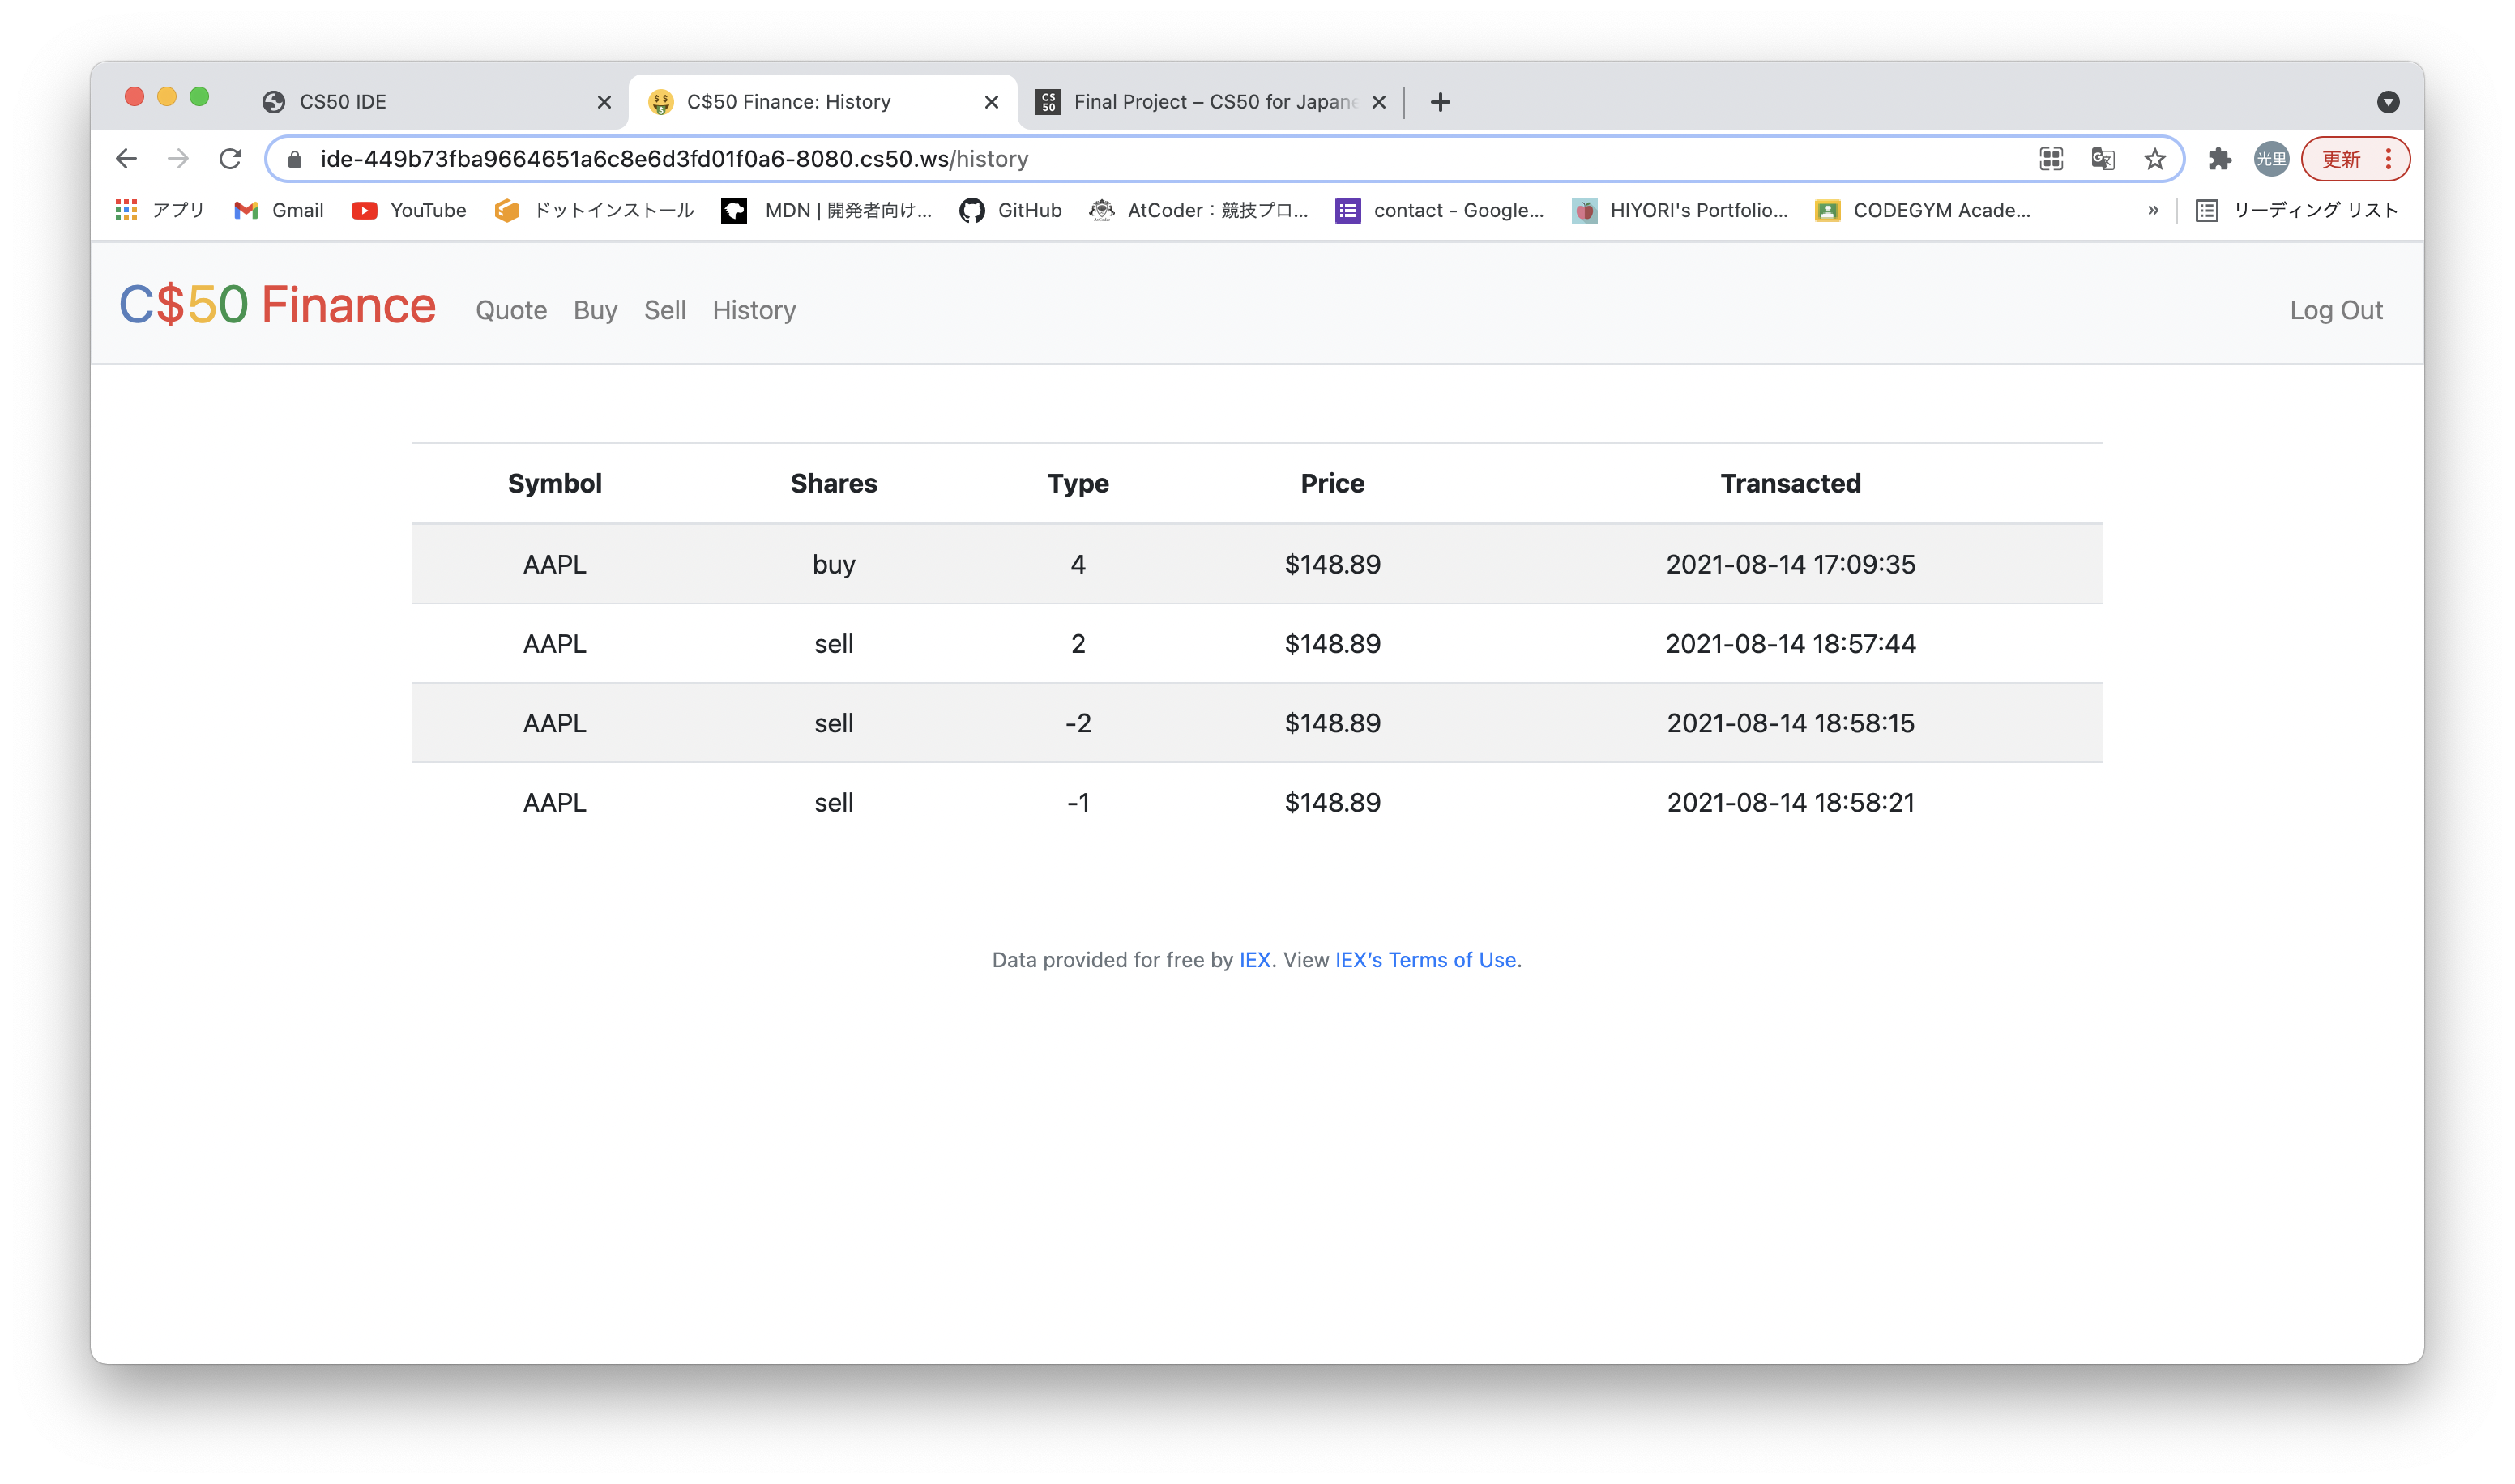 CS50 IDE
C$50 Finance: History
CS50 Final Project – CS50 for Japane
ide-449b73fba9664651a6c8e6d3fd01f0a6-8080.cs50.ws/history
光里
更新
アプリ Gmail YouTube ドットインストール MDN | 開発者向け... GitHub AtCoder：競技プロ... contact - Google... HIYORI's Portfolio... CODEGYM Acade... » リーディング リスト
C$50 Finance Quote Buy Sell History Log Out
Symbol Shares Type Price Transacted
AAPL buy 4 $148.89 2021-08-14 17:09:35
AAPL sell 2 $148.89 2021-08-14 18:57:44
AAPL sell -2 $148.89 2021-08-14 18:58:15
AAPL sell -1 $148.89 2021-08-14 18:58:21
Data provided for free by IEX. View IEX’s Terms of Use.